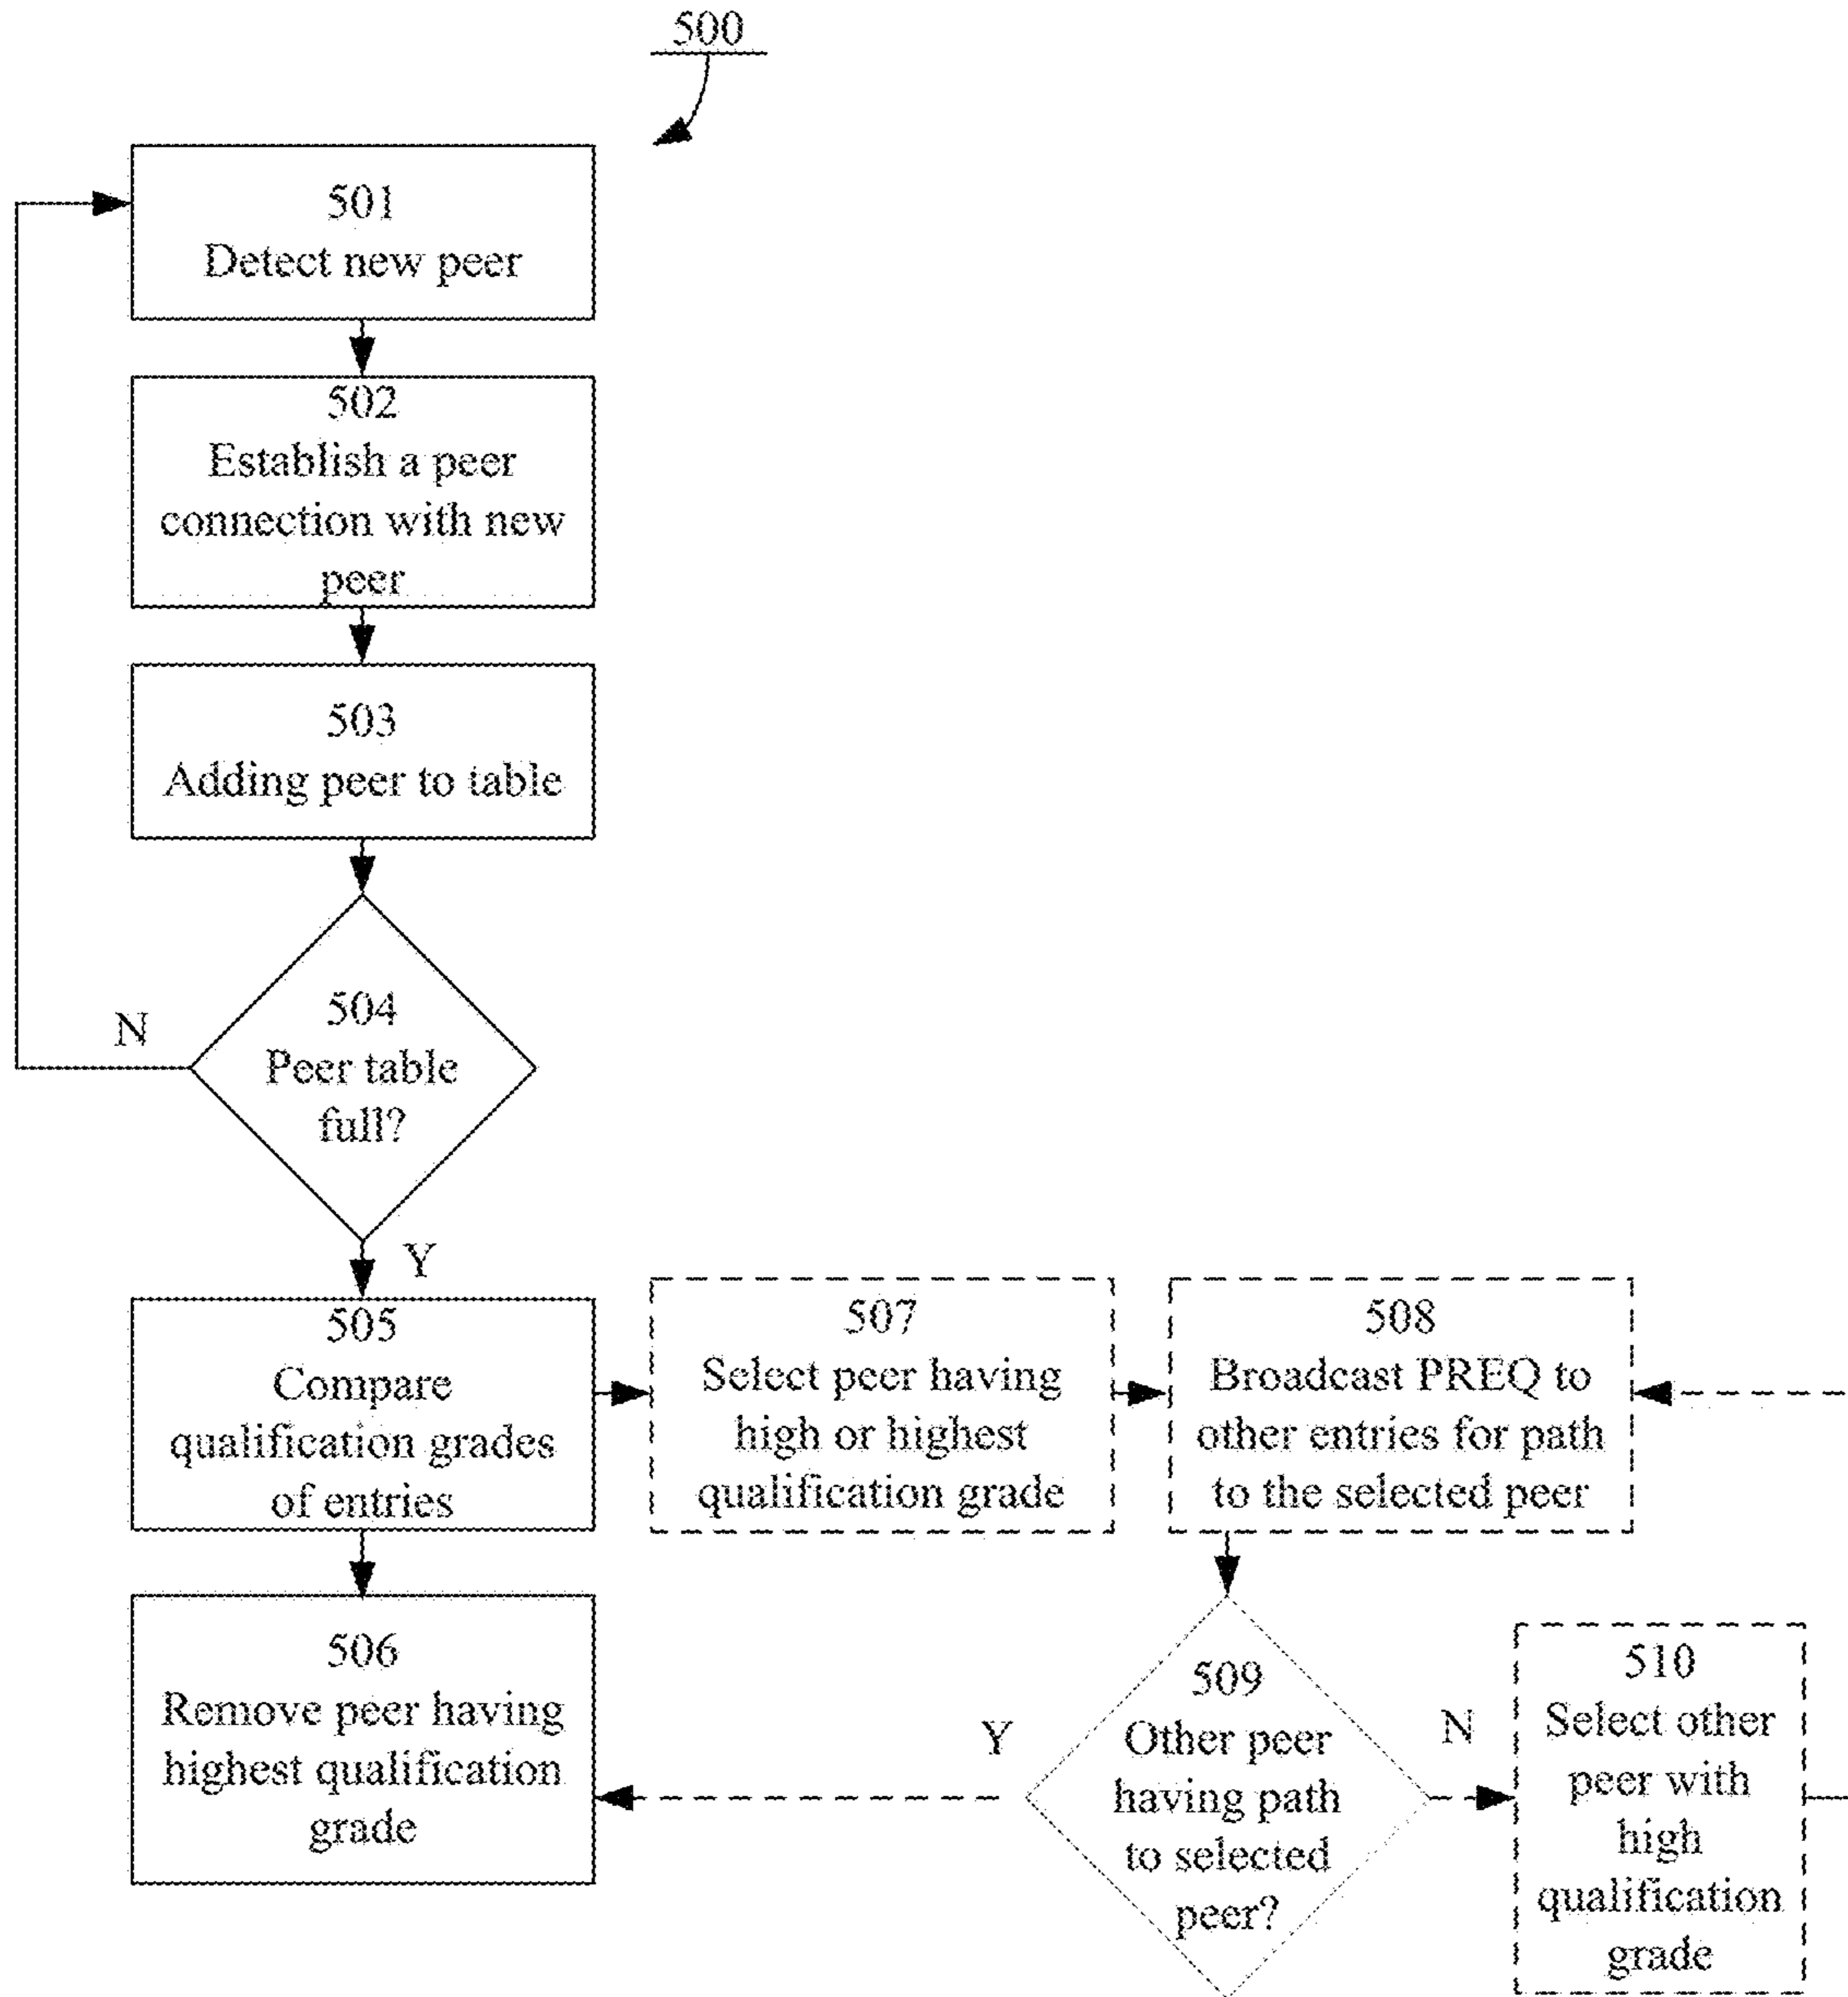 500
501
Detect new peer
502
Establish a peer
connection with new
peer
503
Adding peer to table
504
Peer table
full?
N
Y
505
Compare
qualification grades
of entries
507
Select peer having
high or highest
qualification grade
508
Broadcast PREQ to
other entries for path
to the selected peer
506
Remove peer having
highest qualification
grade
509
Other peer
having path
to selected
peer?
Y
N
510
Select other
peer with
high
qualification
grade